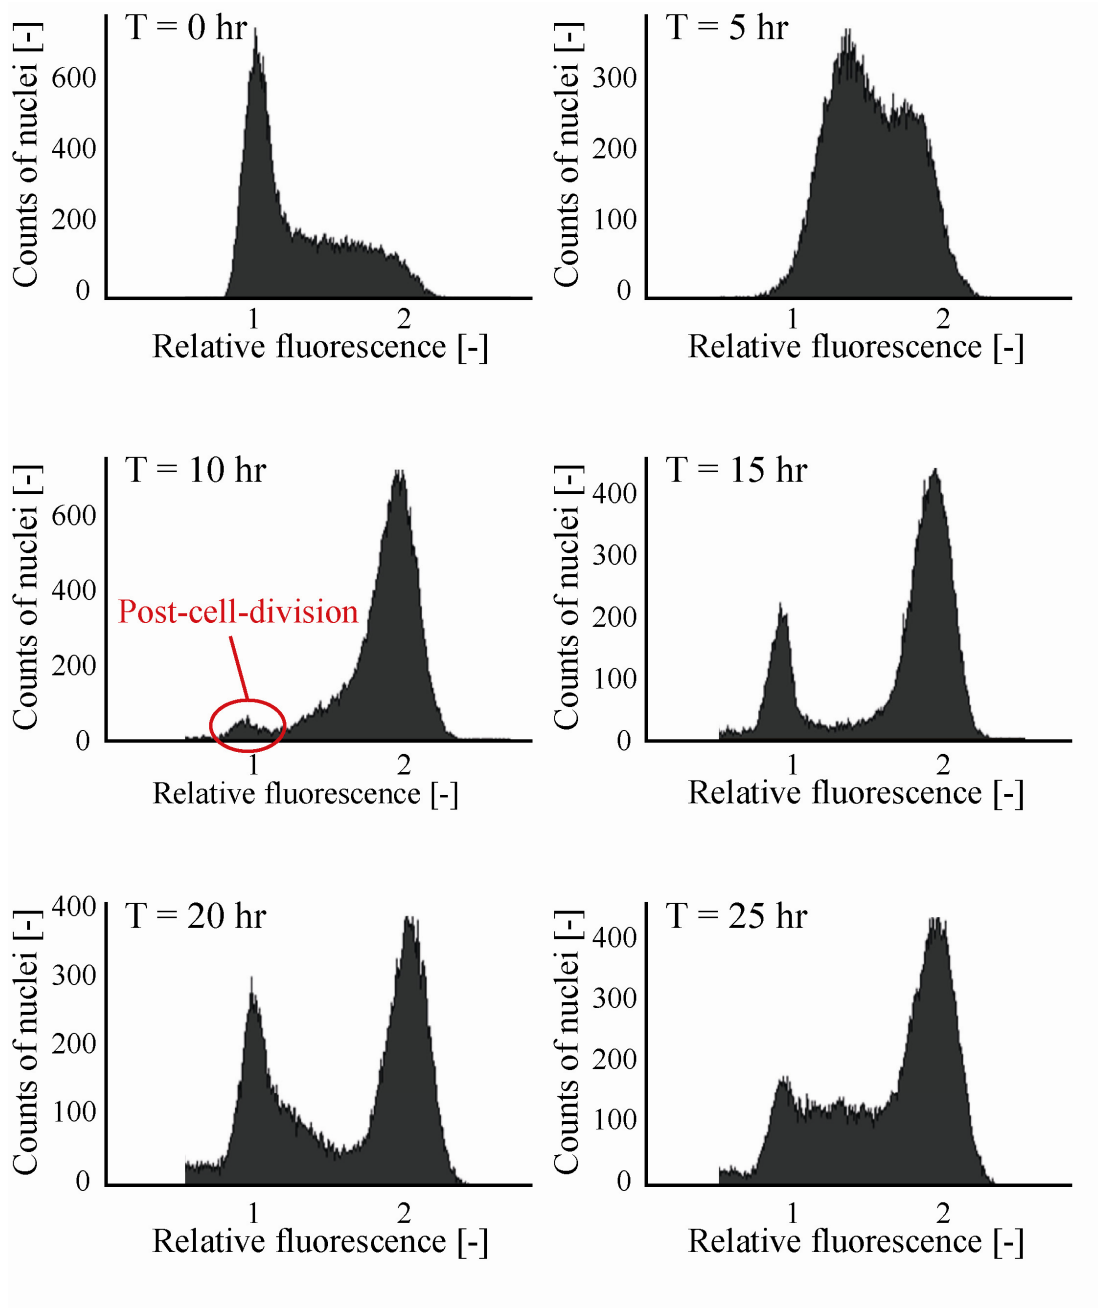 T = 0 hr
Counts of nuclei [-]
600
400
200
0
1 2
Relative fluorescence [-]
T = 5 hr
Counts of nuclei [-]
300
200
100
0
1 2
Relative fluorescence [-]
T = 10 hr
Counts of nuclei [-]
600
400
Post-cell-division
200
0
1 2
Relative fluorescence [-]
T = 15 hr
Counts of nuclei [-]
400
300
200
100
0
1 2
Relative fluorescence [-]
T = 20 hr
Counts of nuclei [-]
400
300
200
100
0
1 2
Relative fluorescence [-]
T = 25 hr
Counts of nuclei [-]
400
300
200
100
0
1 2
Relative fluorescence [-]